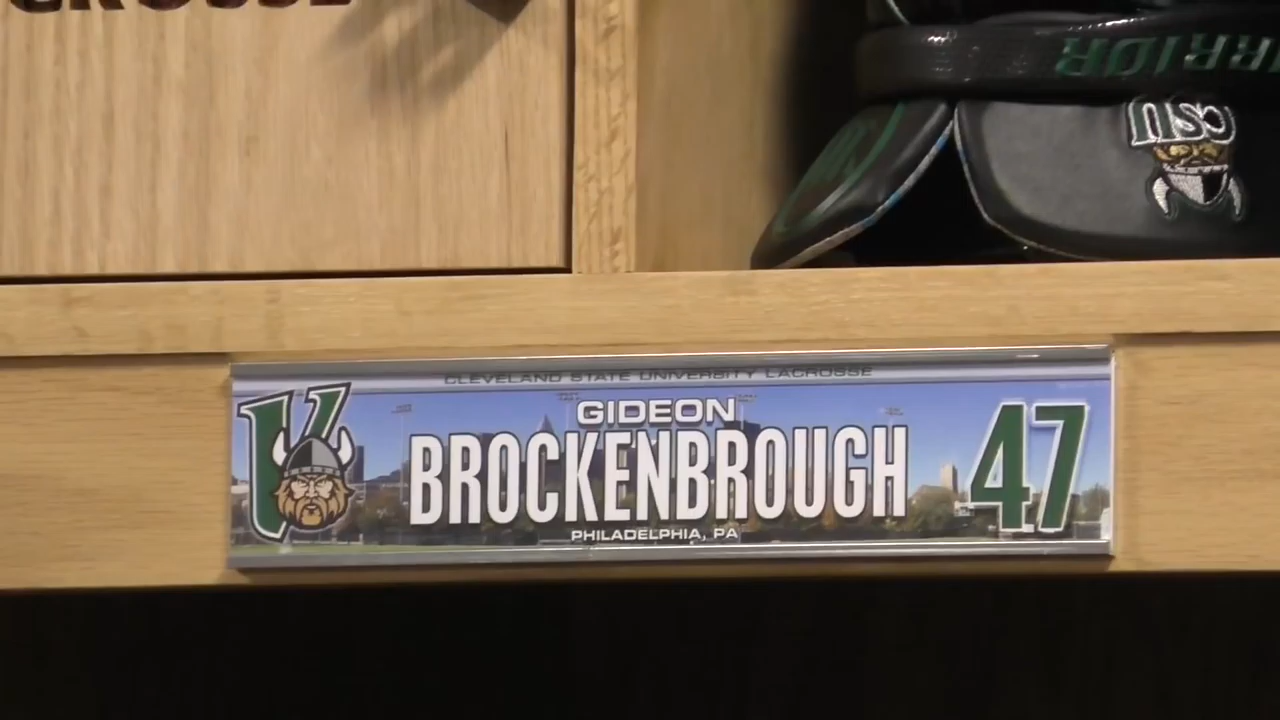 WARRIOR
CSU
CLEVELAND STATE UNIVERSITY LACROSSE
GIDEON
BROCKENBROUGH
47
PHILADELPHIA, PA